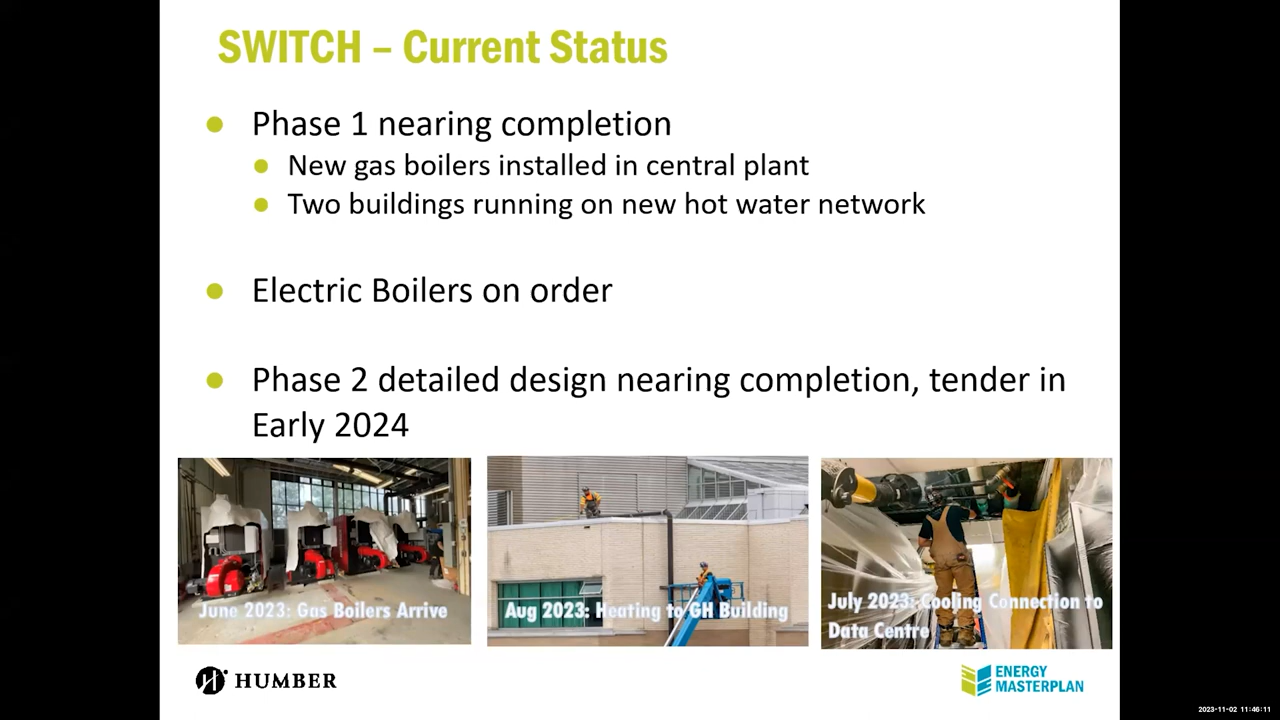 SWITCH – Current Status
Phase 1 nearing completion
New gas boilers installed in central plant
Two buildings running on new hot water network
Electric Boilers on order
Phase 2 detailed design nearing completion, tender in
Early 2024
June 2023: Gas Boilers Arrive
Aug 2023: Heating to GH Building
July 2023: Cooling Connection to
Data Centre
HUMBER
ENERGY
MASTERPLAN
2023-11-02 11:46:11